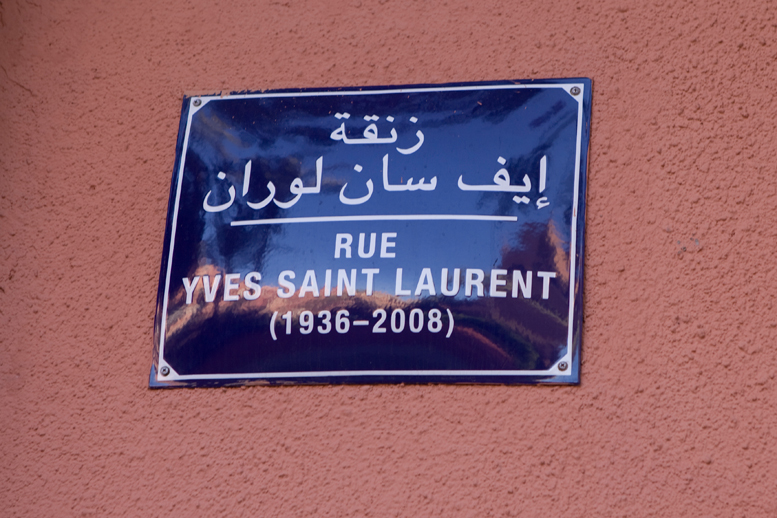 زنقة
إيف سان لوران
RUE
YVES SAINT LAURENT
(1936–2008)